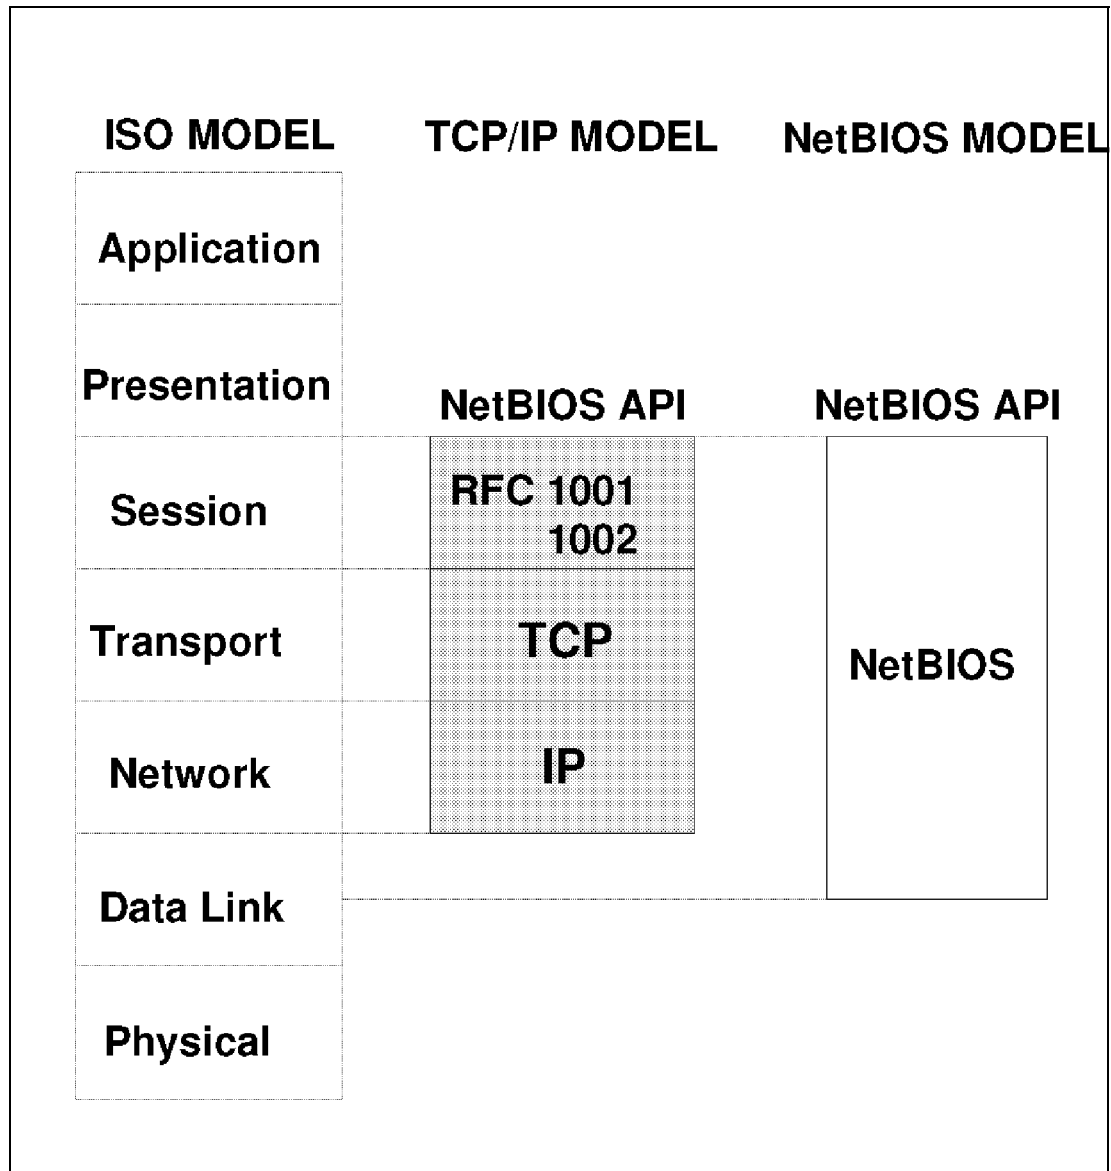 ISO MODEL
TCP/IP MODEL
NetBIOS MODEL
Application
Presentation
NetBIOS API
NetBIOS API
Session
RFC 1001
1002
Transport
TCP
NetBIOS
Network
IP
Data Link
Physical